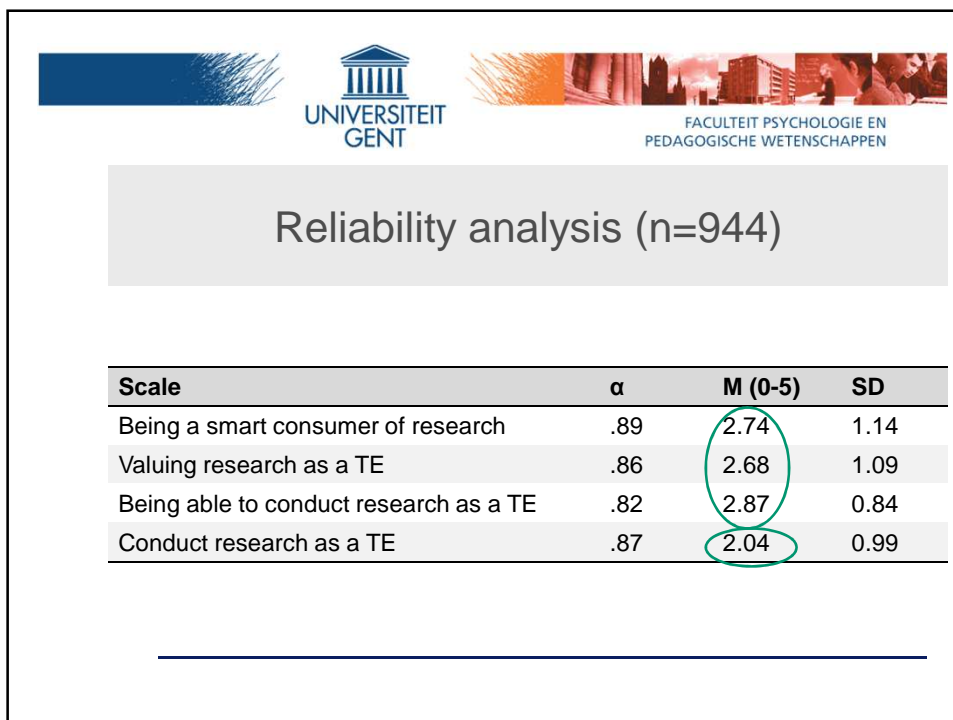 UNIVERSITEIT
GENT
FACULTEIT PSYCHOLOGIE EN
PEDAGOGISCHE WETENSCHAPPEN
Reliability analysis (n=944)
Scale α M (0-5) SD
Being a smart consumer of research .89 2.74 1.14
Valuing research as a TE .86 2.68 1.09
Being able to conduct research as a TE .82 2.87 0.84
Conduct research as a TE .87 2.04 0.99